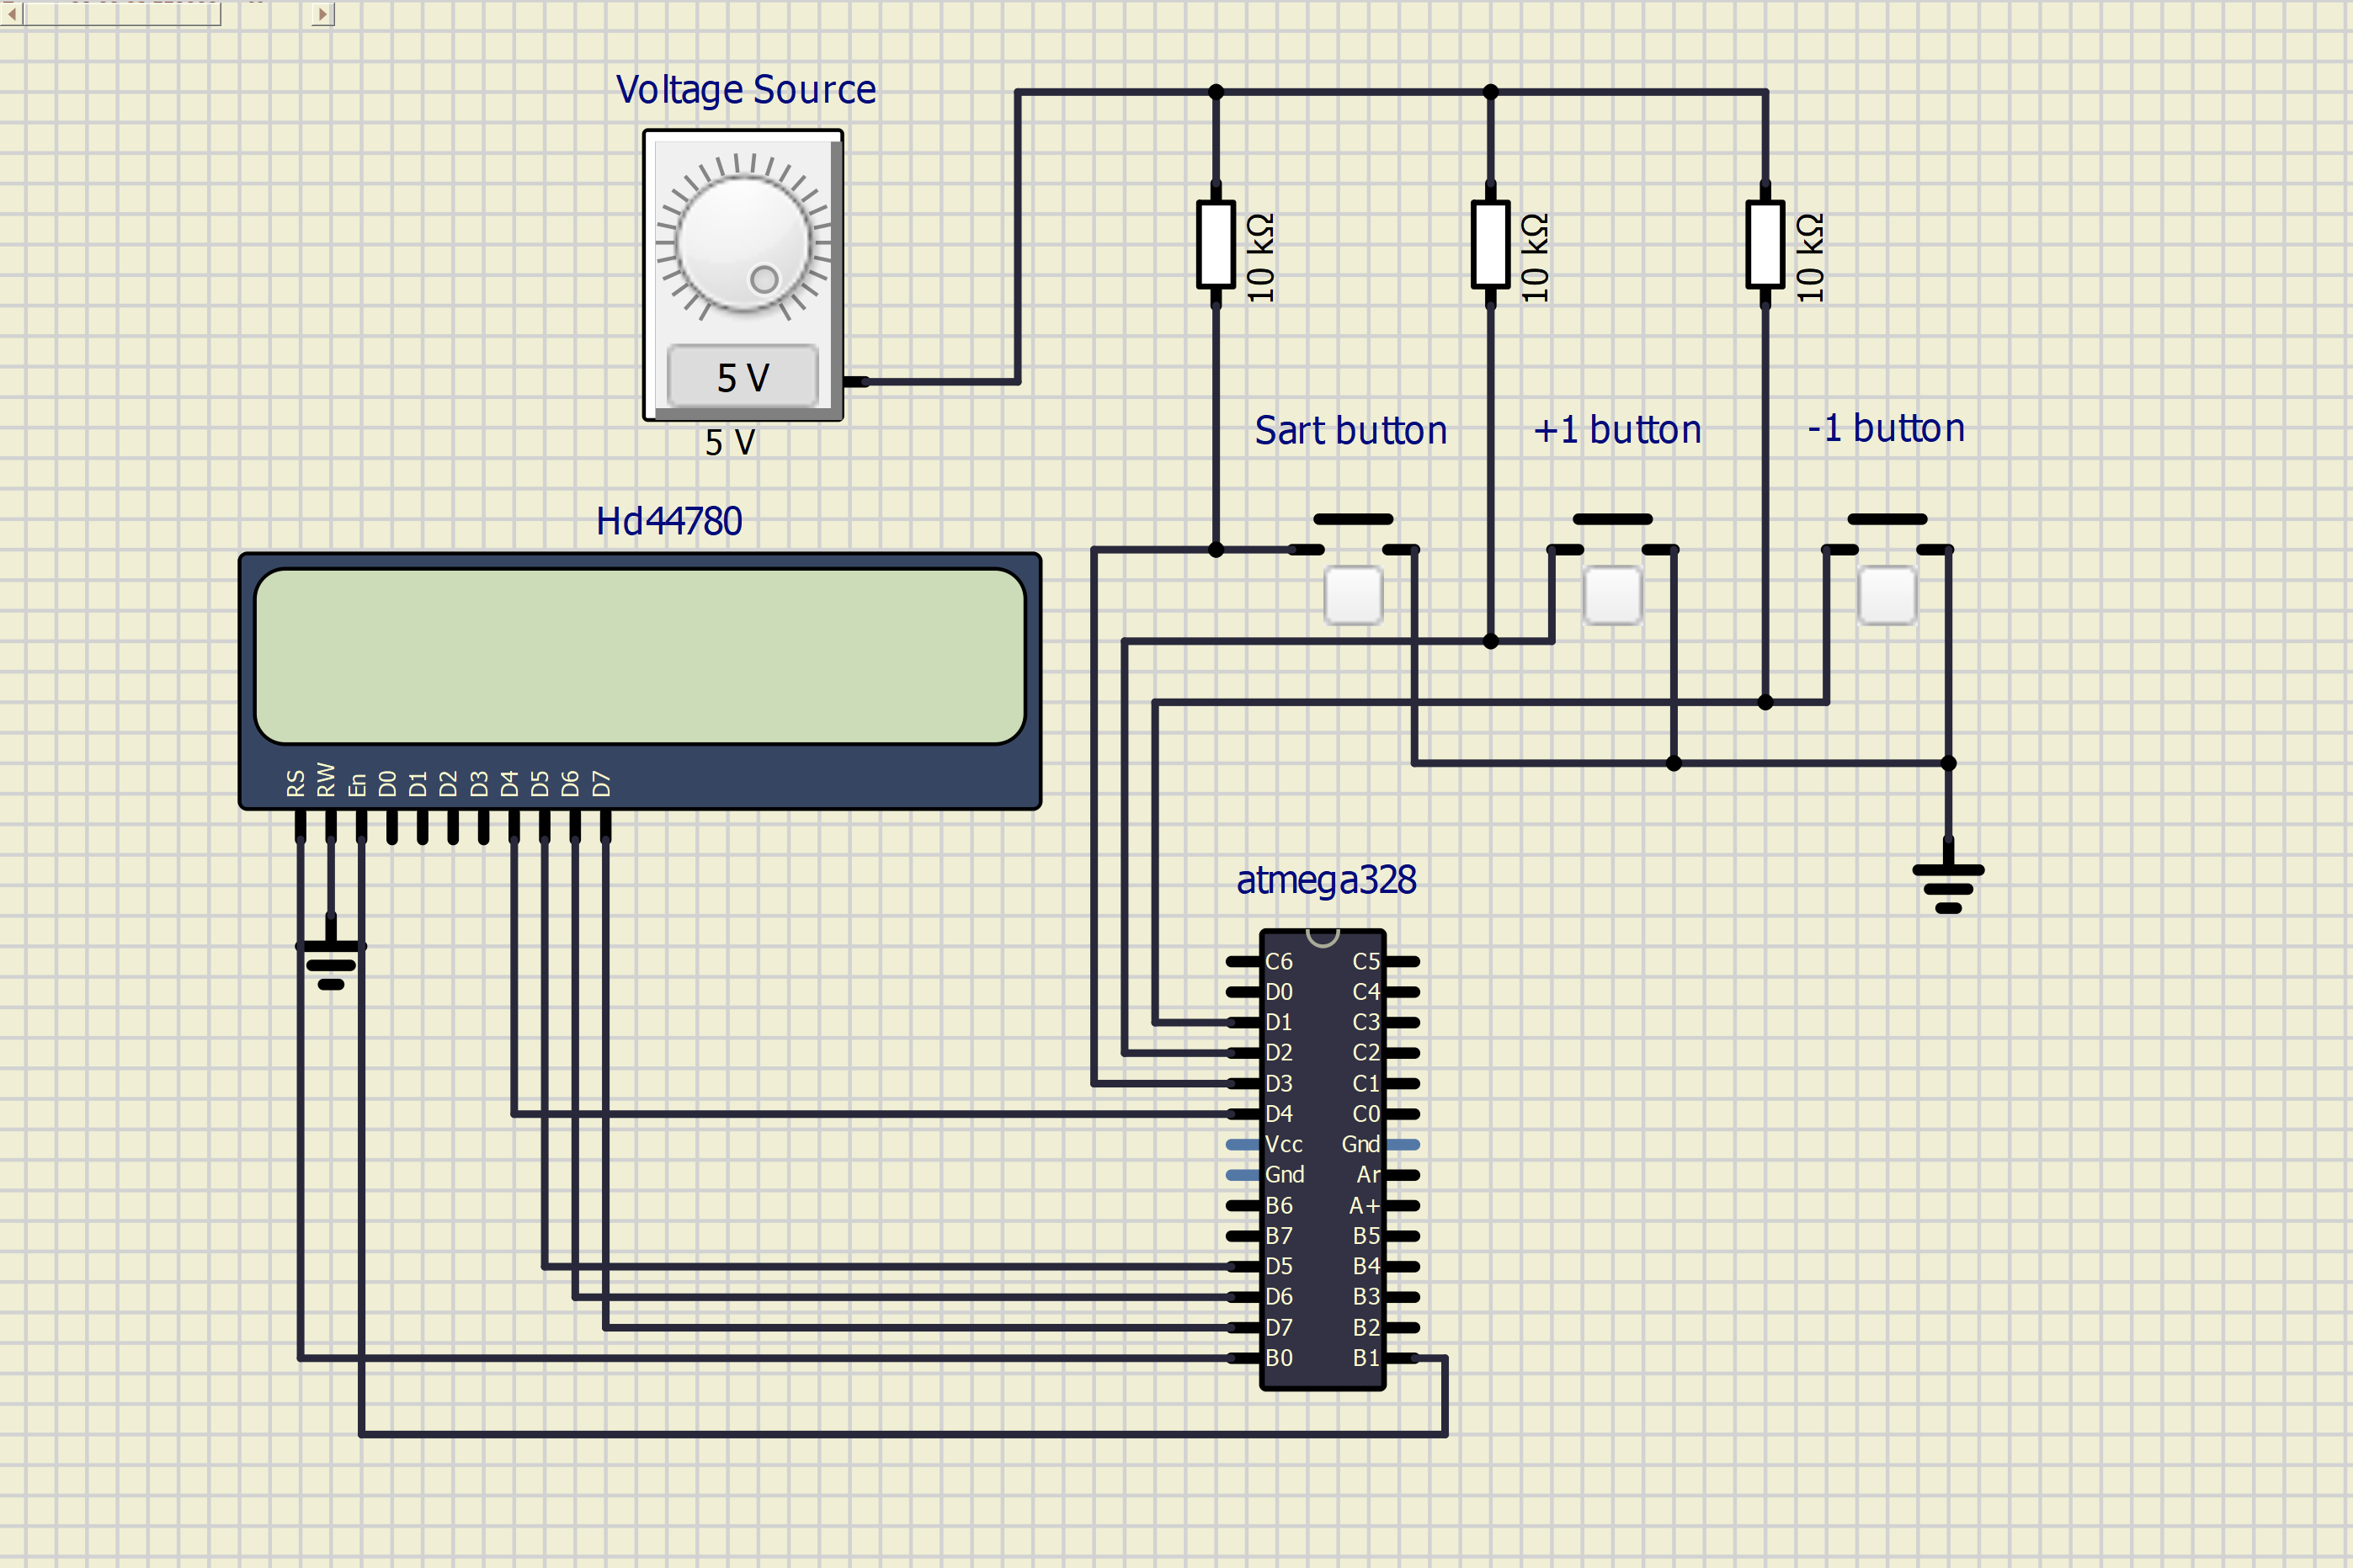 Voltage Source
5 V
5 V
10 kΩ
10 kΩ
10 kΩ
Sart button
+1 button
-1 button
Hd44780
RS
RW
En
D0
D1
D2
D3
D4
D5
D6
D7
atmega328
C6 C5
D0 C4
D1 C3
D2 C2
D3 C1
D4 C0
Vcc Gnd
Gnd Ar
B6 A+
B7 B5
D5 B4
D6 B3
D7 B2
B0 B1